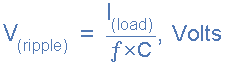 V(ripple) = I(load) / ƒ×C, Volts